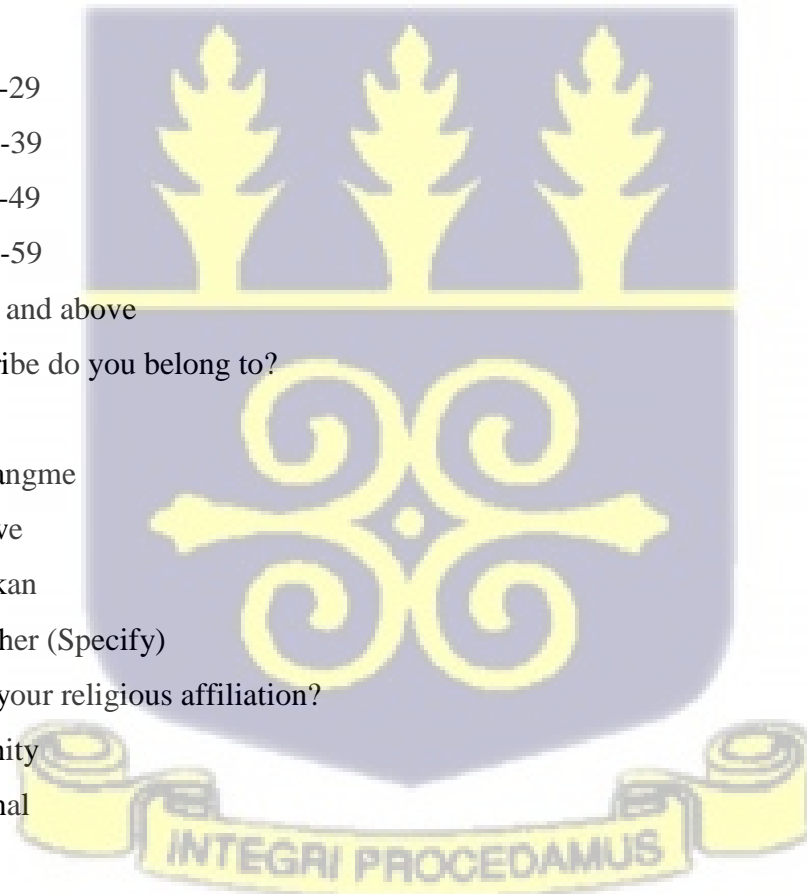 -29
-39
-49
-59
and above
ribe do you belong to?
angme
ve
kan
her (Specify)
your religious affiliation?
nity
nal
INTEGRI PROCEDAMUS